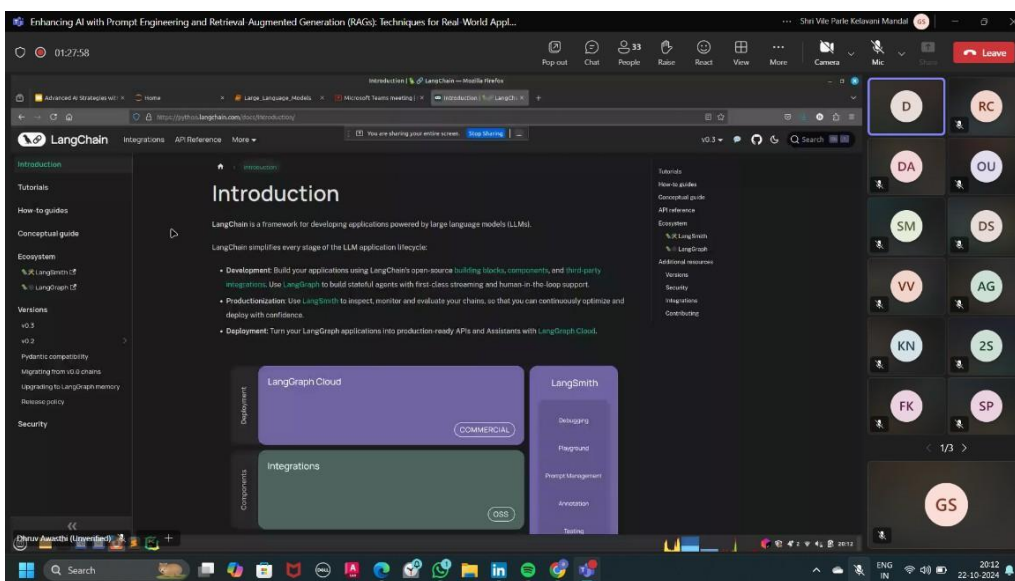 Enhancing AI with Prompt Engineering and Retrieval-Augmented Generation (RAGs): Techniques for Real-World Appl...
Shri Vile Parle Kelavani Mandal
GS
01:27:58
Pop out
Chat
33
People
Raise
React
View
More
Camera
Mic
Share
Leave
Introduction | LangChain — Mozilla Firefox
Advanced AI Strategies wit
Home
Large_Language_Models
Microsoft Teams meeting |
Introduction | LangCh
https://python.langchain.com/docs/introduction/
LangChain
Integrations
API Reference
More
You are sharing your entire screen.
Stop Sharing
v0.3
Search
Introduction
Tutorials
How-to guides
Conceptual guide
Ecosystem
LangSmith
LangGraph
Versions
v0.3
v0.2
Pydantic compatibility
Migrating from v0.0 chains
Upgrading to LangGraph memory
Release policy
Security
Introduction
Introduction
LangChain is a framework for developing applications powered by large language models (LLMs).
LangChain simplifies every stage of the LLM application lifecycle:
• Development: Build your applications using LangChain's open-source building blocks, components, and third-party
integrations. Use LangGraph to build stateful agents with first-class streaming and human-in-the-loop support.
• Productionization: Use LangSmith to inspect, monitor and evaluate your chains, so that you can continuously optimize and
deploy with confidence.
• Deployment: Turn your LangGraph applications into production-ready APIs and Assistants with LangGraph Cloud.
Deployment
LangGraph Cloud
COMMERCIAL
Components
Integrations
OSS
LangSmith
Debugging
Playground
Prompt Management
Annotation
Testing
Tutorials
How-to guides
Conceptual guide
API reference
Ecosystem
LangSmith
LangGraph
Additional resources
Versions
Security
Integrations
Contributing
D
RC
DA
OU
SM
DS
VV
AG
KN
2S
FK
SP
1/3
GS
Dhruv Awasthi (Unverified)
20:12
Search
ENG
IN
20:12
22-10-2024